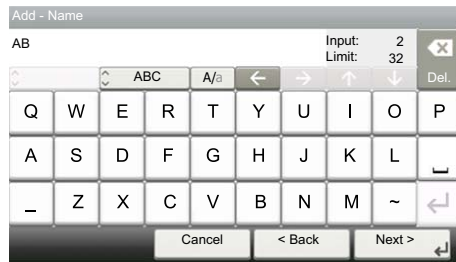 Add - Name
AB Input: 2
Limit: 32
ABC A/a ← → ↑ ↓ Del.
Q W E R T Y U I O P
A S D F G H J K L
_ Z X C V B N M ~ ↵
Cancel < Back Next > ↵